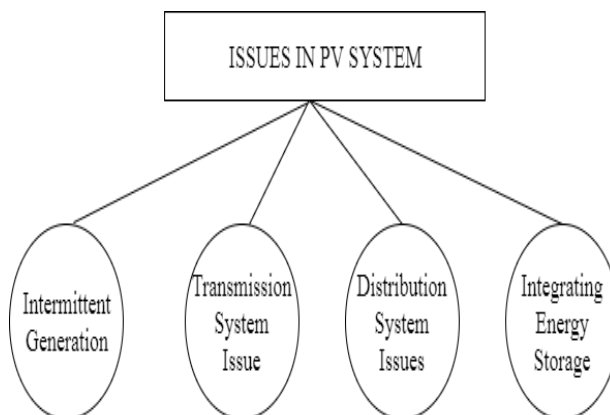 ISSUES IN PV SYSTEM
Intermittent
Generation
Transmission
System
Issue
Distribution
System
Issues
Integrating
Energy
Storage